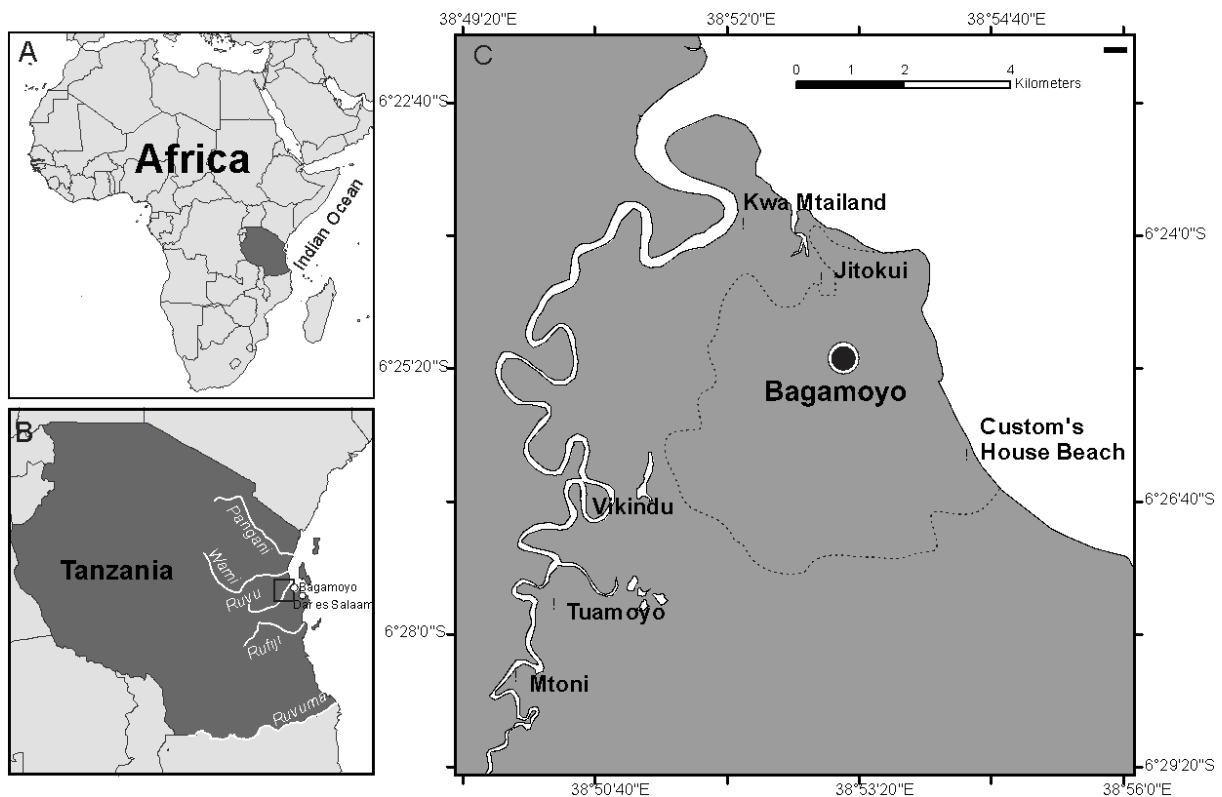 A
Africa
Indian Ocean
B
Pangani
Wami
Tanzania
Ruvu
Bagamoyo
Dar es Salaam
Rufiji
Ruvuma
38°49'20"E
38°52'0"E
38°54'40"E
C
0 1 2 4
Kilometers
6°22'40"S
Kwa Mtailand
6°24'0"S
6°24'0"S
Jitokui
6°25'20"S
Bagamoyo
Custom's
House Beach
Vikindu
6°26'40"S
Tuamoyo
6°28'0"S
Mtoni
6°29'20"S
38°50'40"E
38°53'20"E
38°56'0"E